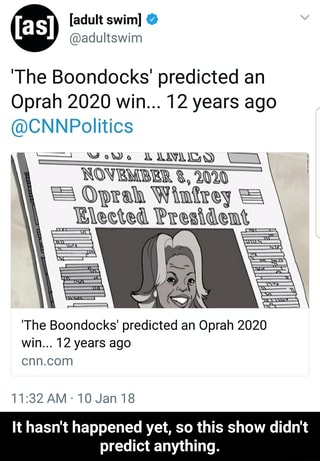 [as]
[adult swim]
@adultswim
'The Boondocks' predicted an
Oprah 2020 win... 12 years ago
@CNNPolitics
NOVEMBER 8, 2020
Oprah Winfrey
Elected President
'The Boondocks' predicted an Oprah 2020
win... 12 years ago
cnn.com
11:32 AM · 10 Jan 18
It hasn't happened yet, so this show didn't
predict anything.